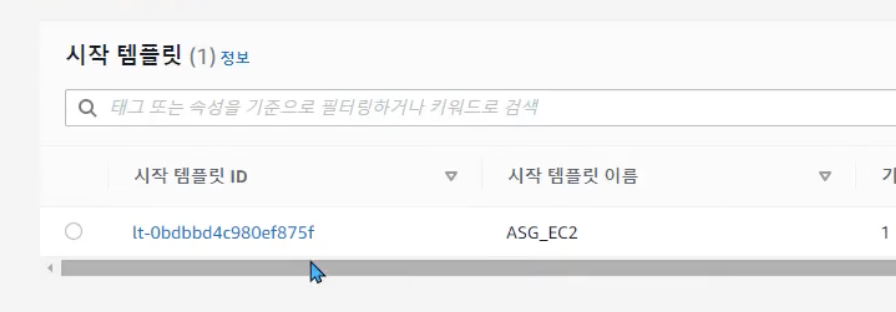 시작 템플릿 (1) 정보
태그 또는 속성을 기준으로 필터링하거나 키워드로 검색
시작 템플릿 ID 시작 템플릿 이름
lt-0bdbbd4c980ef875f ASG_EC2 1